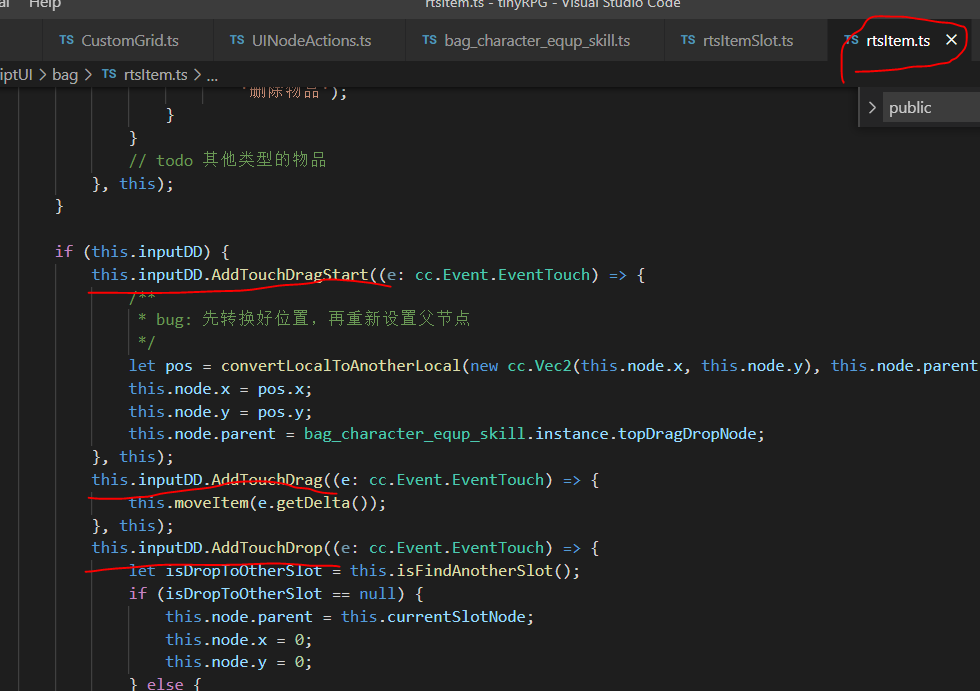 Help
rtsItem.ts - tinyRPG - Visual Studio Code
TS CustomGrid.ts TS UINodeActions.ts TS bag_character_equp_skill.ts TS rtsItemSlot.ts TS rtsItem.ts ×
iptUI > bag > TS rtsItem.ts > ...
> public
'删除物品');
}
}
// todo 其他类型的物品
}, this);
}
if (this.inputDD) {
this.inputDD.AddTouchDragStart((e: cc.Event.EventTouch) => {
/**
* bug: 先转换好位置，再重新设置父节点
*/
let pos = convertLocalToAnotherLocal(new cc.Vec2(this.node.x, this.node.y), this.node.parent
this.node.x = pos.x;
this.node.y = pos.y;
this.node.parent = bag_character_equp_skill.instance.topDragDropNode;
}, this);
this.inputDD.AddTouchDrag((e: cc.Event.EventTouch) => {
this.moveItem(e.getDelta());
}, this);
this.inputDD.AddTouchDrop((e: cc.Event.EventTouch) => {
let isDropToOtherSlot = this.isFindAnotherSlot();
if (isDropToOtherSlot == null) {
this.node.parent = this.currentSlotNode;
this.node.x = 0;
this.node.y = 0;
} else {